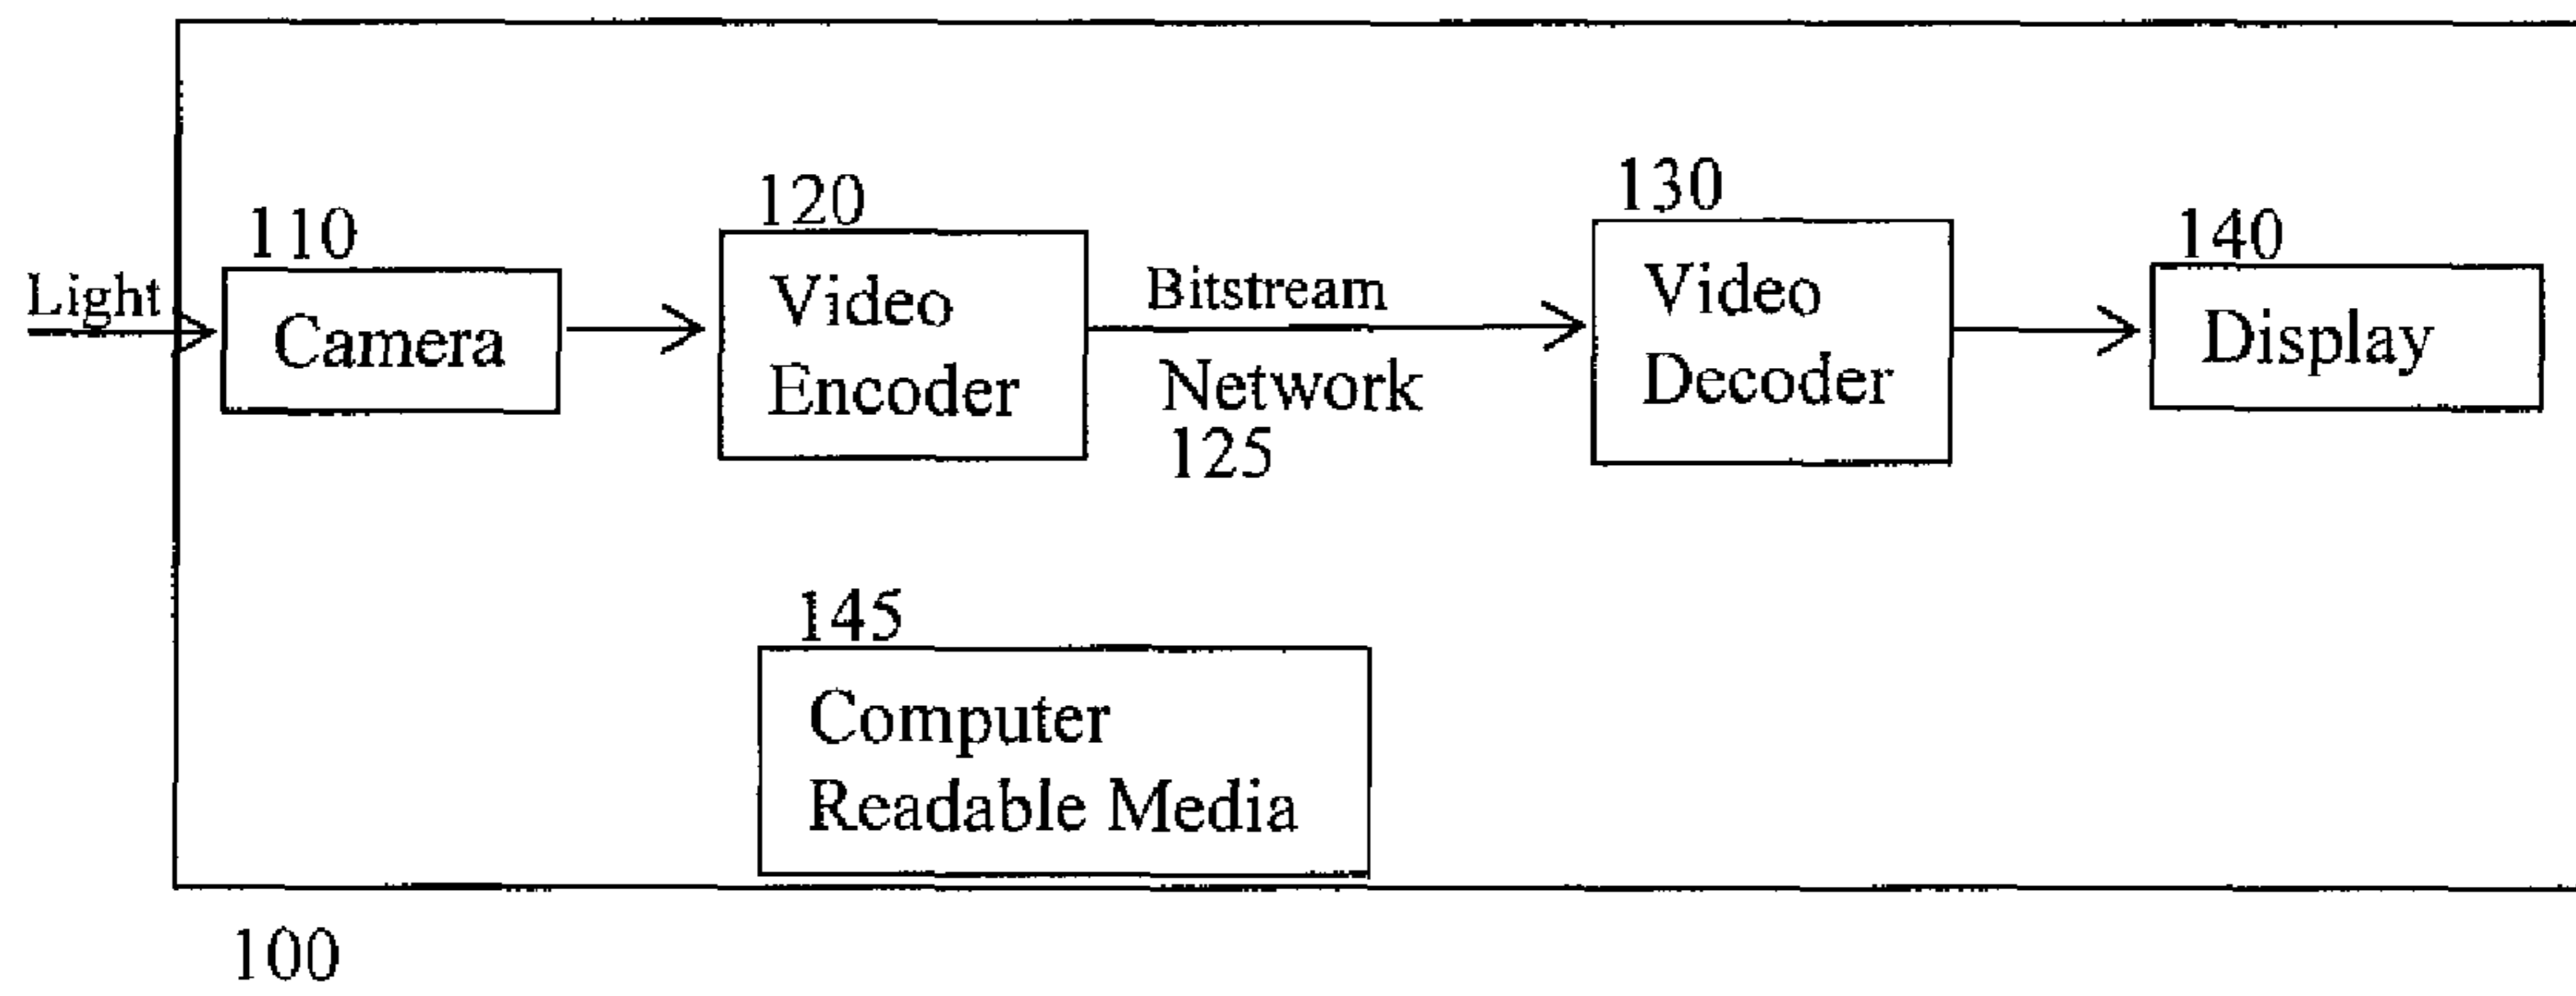 Light
110
Camera
120
Video
Encoder
Bitstream
Network
125
130
Video
Decoder
140
Display
145
Computer
Readable Media
100